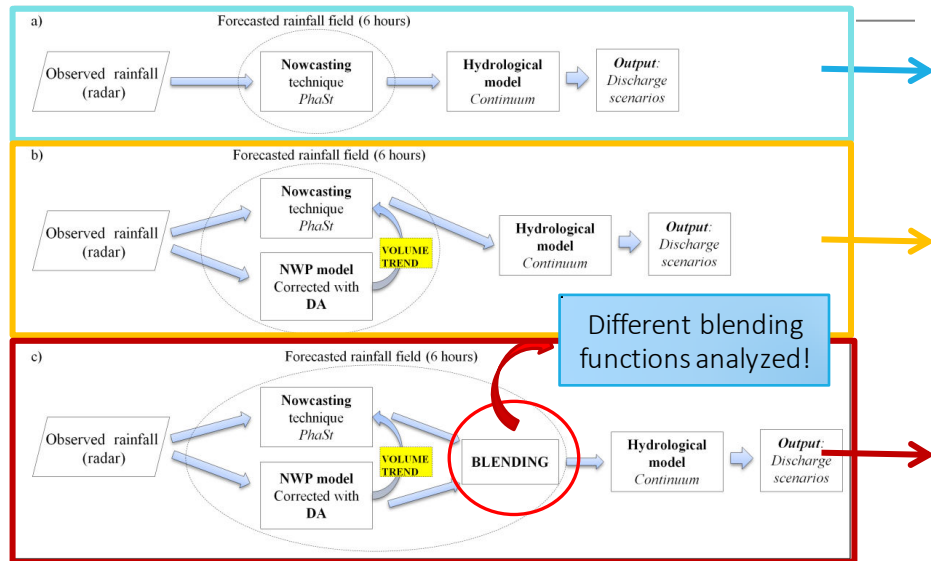 a)
Forecasted rainfall field (6 hours)
Observed rainfall
(radar)
Nowcasting
technique
PhaSt
Hydrological
model
Continuum
Output:
Discharge
scenarios
b)
Forecasted rainfall field (6 hours)
Observed rainfall
(radar)
Nowcasting
technique
PhaSt
VOLUME
TREND
NWP model
Corrected with
DA
Hydrological
model
Continuum
Output:
Discharge
scenarios
Different blending
functions analyzed!
c)
Forecasted rainfall field (6 hours)
Observed rainfall
(radar)
Nowcasting
technique
PhaSt
VOLUME
TREND
NWP model
Corrected with
DA
BLENDING
Hydrological
model
Continuum
Output:
Discharge
scenarios